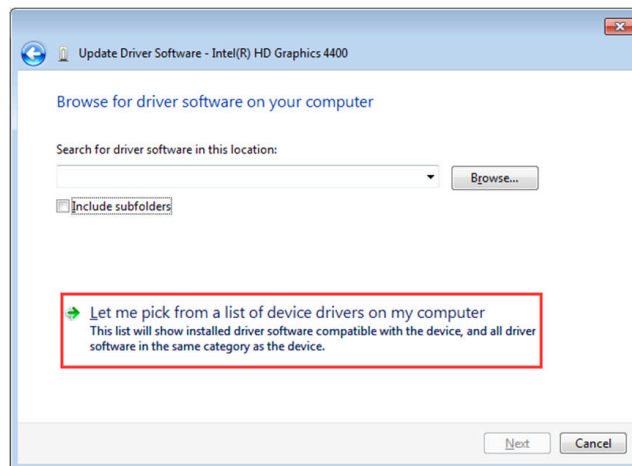 Update Driver Software - Intel(R) HD Graphics 4400
Browse for driver software on your computer
Search for driver software in this location:
Browse...
Include subfolders
Let me pick from a list of device drivers on my computer
This list will show installed driver software compatible with the device, and all driver
software in the same category as the device.
Next
Cancel